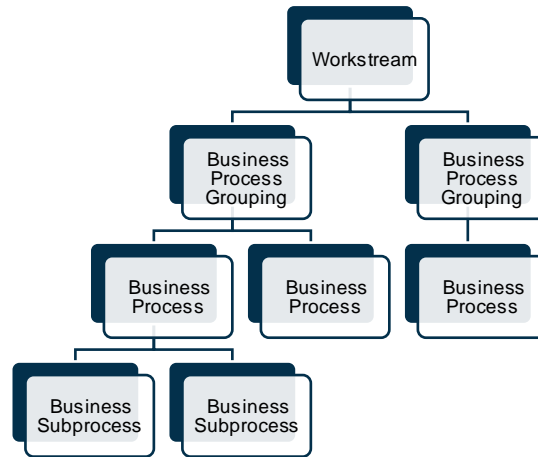 Workstream
Business
Process
Grouping
Business
Process
Grouping
Business
Process
Business
Process
Business
Process
Business
Subprocess
Business
Subprocess